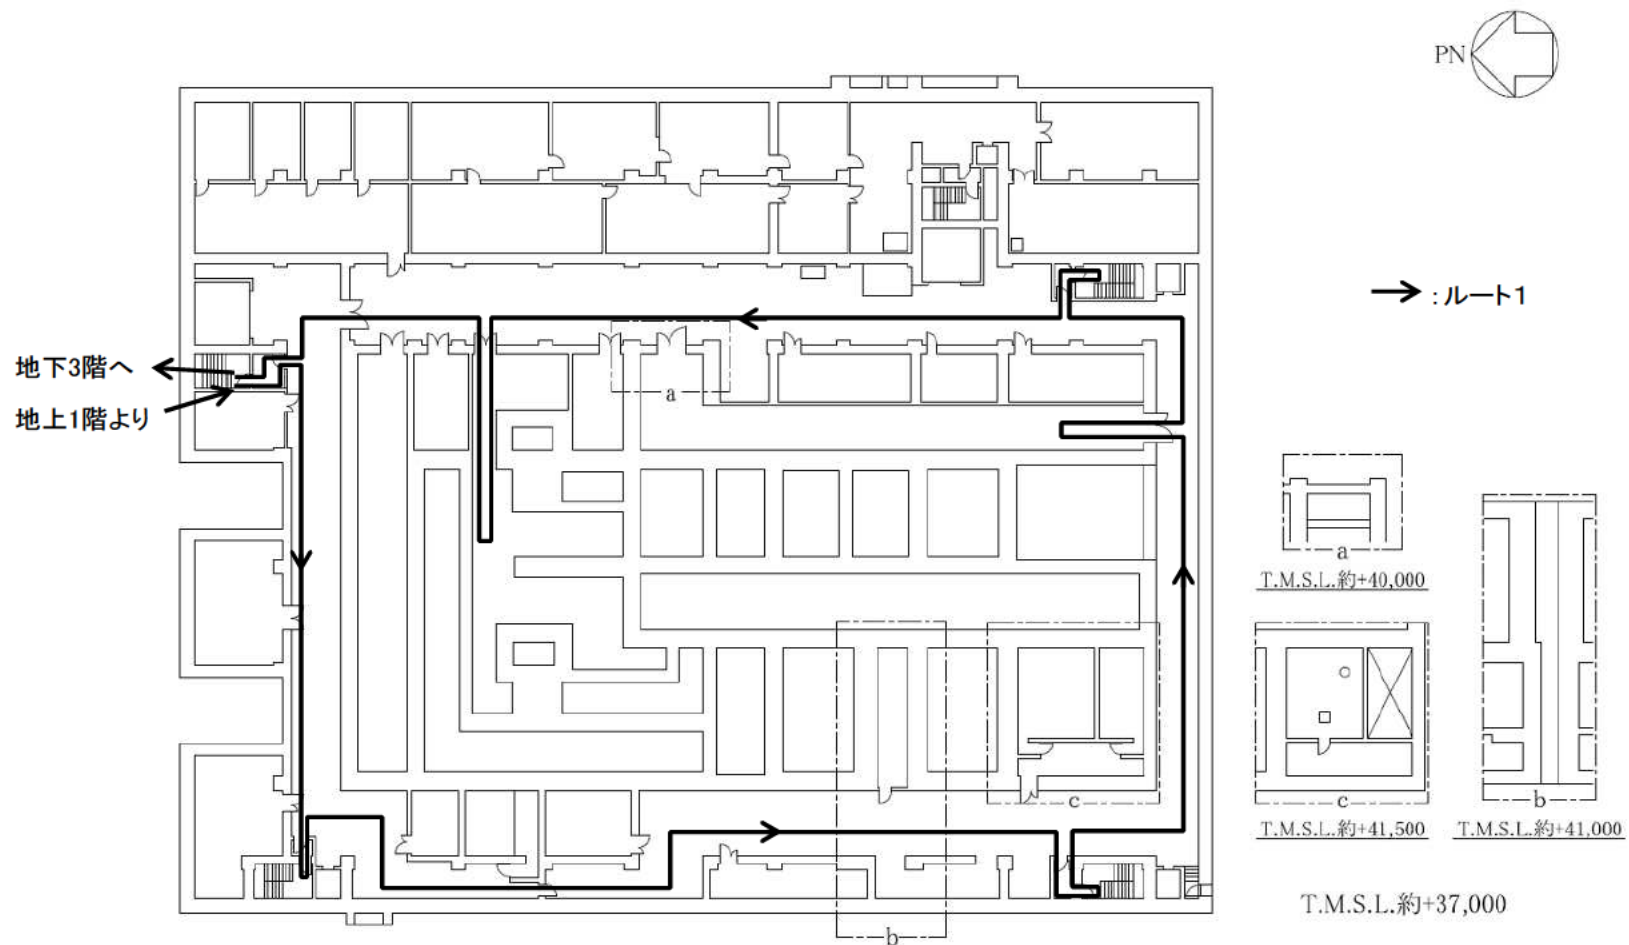 PN
→ : ルート1
地下3階へ
地上1階より
a
a
T.M.S.L.約+40,000
c
c
T.M.S.L.約+41,500
b
T.M.S.L.約+41,000
b
T.M.S.L.約+37,000